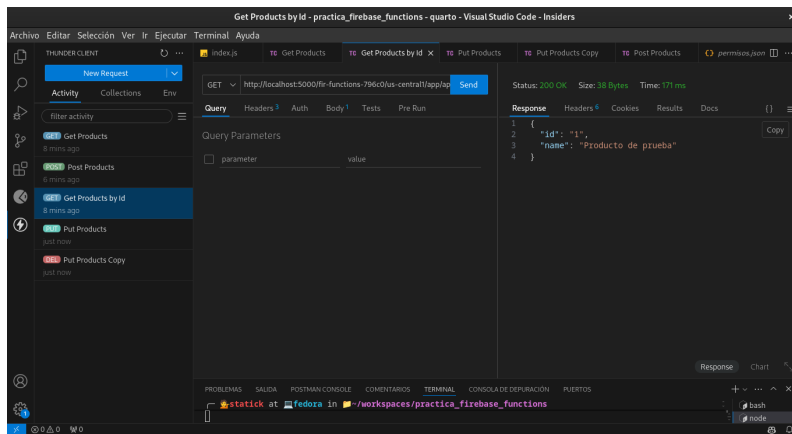 Get Products by Id - practica_firebase_functions - quarto - Visual Studio Code - Insiders
Archivo Editar Selección Ver Ir Ejecutar Terminal Ayuda
THUNDER CLIENT
New Request
Activity Collections Env
filter activity
GET Get Products
8 mins ago
POST Post Products
6 mins ago
GET Get Products by Id
8 mins ago
PUT Put Products
just now
DEL Put Products Copy
just now
index.js TC Get Products TC Get Products by Id TC Put Products TC Put Products Copy TC Post Products permisos.json
GET http://localhost:5000/fir-functions-796c0/us-central1/app/ap Send
Query Headers 3 Auth Body 1 Tests Pre Run
Query Parameters
parameter value
Status: 200 OK Size: 38 Bytes Time: 171 ms
Response Headers 6 Cookies Results Docs {}
Copy
1 {
2 "id": "1",
3 "name": "Producto de prueba"
4 }
Response Chart
PROBLEMAS SALIDA POSTMAN CONSOLE COMENTARIOS TERMINAL CONSOLA DE DEPURACIÓN PUERTOS
statick at fedora in ~/workspaces/practica_firebase_functions
bash
node
0 0 0